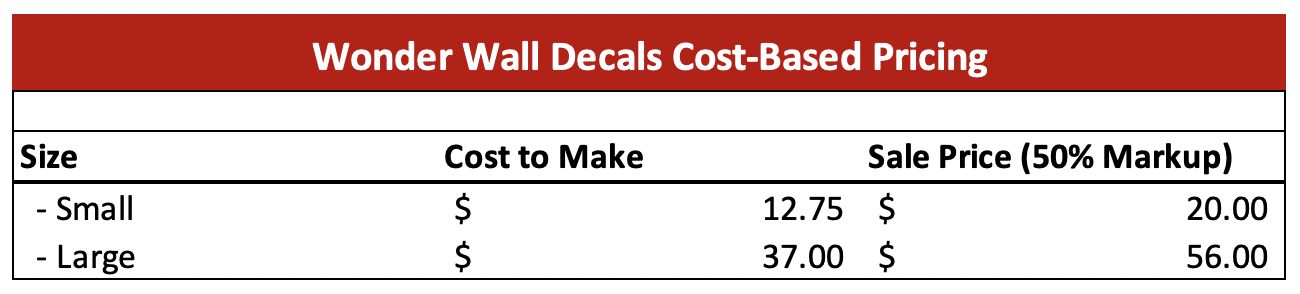 Wonder Wall Decals Cost-Based Pricing
Size Cost to Make Sale Price (50% Markup)
- Small $ 12.75 $ 20.00
- Large $ 37.00 $ 56.00